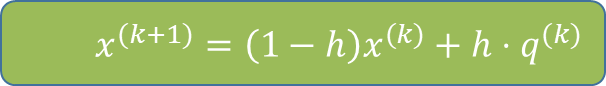 x^{(k+1)} = (1 − h)x^{(k)} + h · q^{(k)}